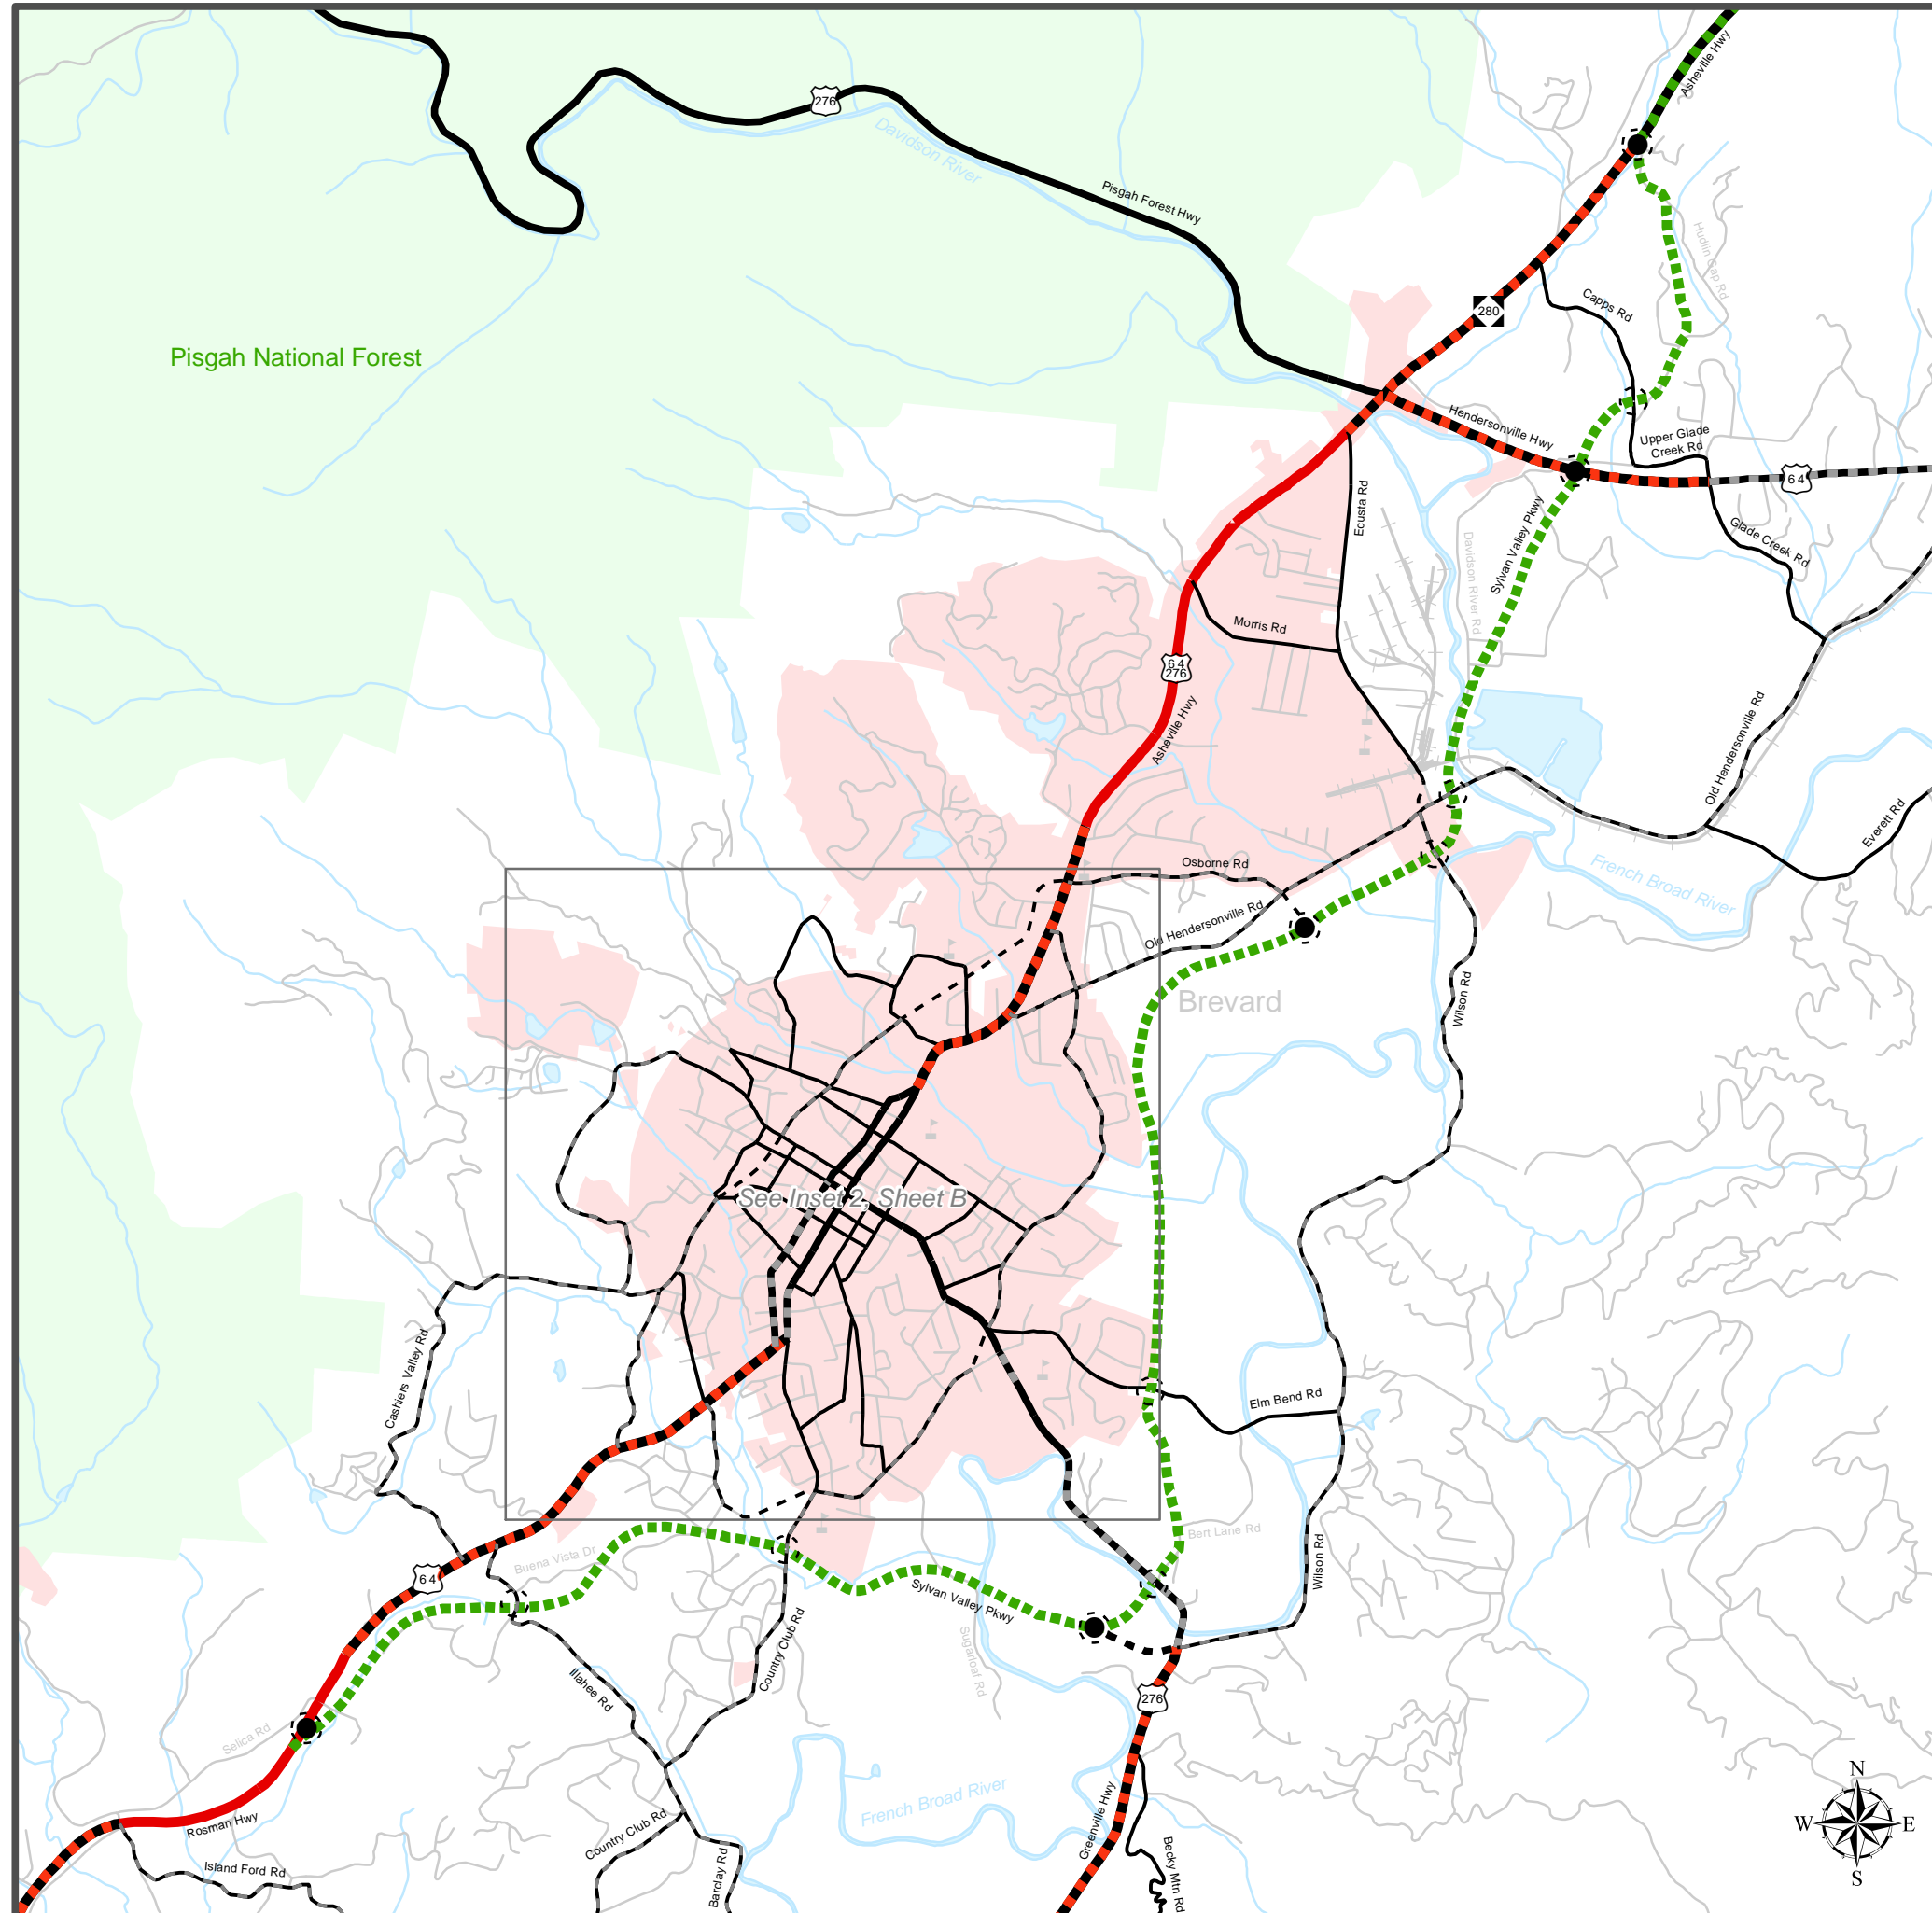 Asheville Hwy
276
Davidson River
Pisgah Forest Hwy
Hudlin Gap Rd
280
Capps Rd
Pisgah National Forest
Hendersonville Hwy
Upper Glade
Creek Rd
64
Ecusta Rd
Sylvan Valley Pkwy
Glade Creek Rd
Davidson River Rd
Morris Rd
64
276
Asheville Hwy
Old Hendersonville Rd
Everett Rd
Osborne Rd
French Broad River
Old Hendersonville Rd
Brevard
Wilson Rd
See Inset 2, Sheet B
Cashiers Valley Rd
Elm Bend Rd
Bert Lane Rd
Buena Vista Dr
64
Wilson Rd
Sylvan Valley Pkwy
Country Club Rd
Sugarloaf Rd
Illahee Rd
276
Selica Rd
N
French Broad River
Rosman Hwy
Greenville Hwy
W
E
Country Club Rd
Island Ford Rd
Barclay Rd
Becky Mtn Rd
S